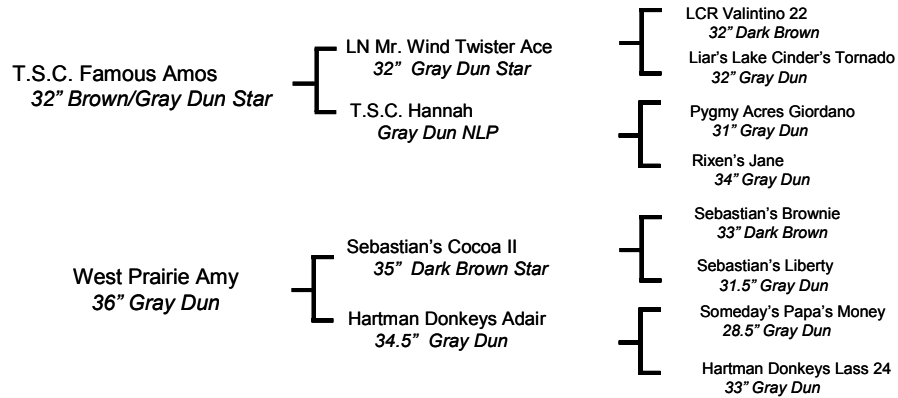 LCR Valintino 22
32” Dark Brown
LN Mr. Wind Twister Ace
32” Gray Dun Star
Liar’s Lake Cinder’s Tornado
32” Gray Dun
T.S.C. Famous Amos
32” Brown/Gray Dun Star
T.S.C. Hannah
Gray Dun NLP
Pygmy Acres Giordano
31” Gray Dun
Rixen’s Jane
34” Gray Dun
Sebastian’s Brownie
33” Dark Brown
Sebastian’s Cocoa II
35” Dark Brown Star
Sebastian’s Liberty
31.5” Gray Dun
West Prairie Amy
36” Gray Dun
Hartman Donkeys Adair
34.5” Gray Dun
Someday’s Papa’s Money
28.5” Gray Dun
Hartman Donkeys Lass 24
33” Gray Dun